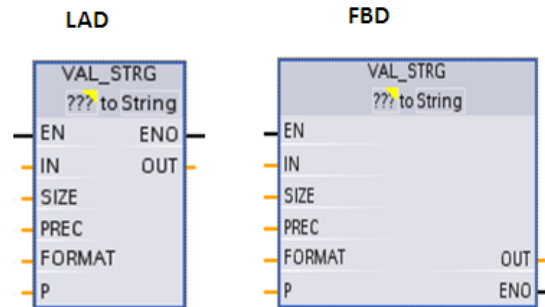 LAD
VAL_STRG
??? to String
EN ENO
IN OUT
SIZE
PREC
FORMAT
P
FBD
VAL_STRG
??? to String
EN
IN
SIZE
PREC
FORMAT OUT
P ENO